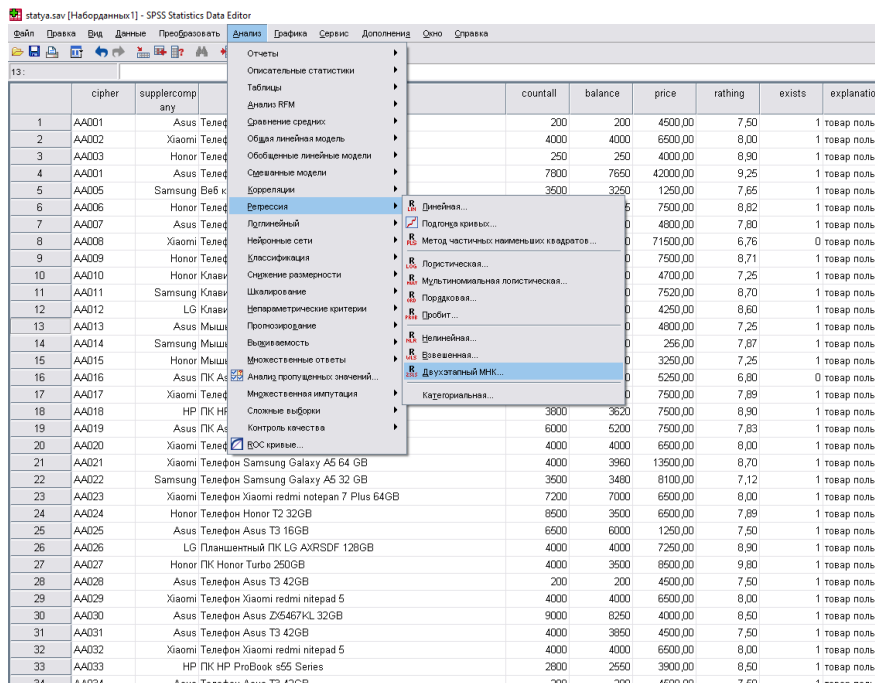 statya.sav [Наборданных1] - SPSS Statistics Data Editor
Файл Правка Вид Данные Преобразовать Анализ Графика Сервис Дополнения Окно Справка
13:
cipher supplercomp any countall balance price rathing exists explanatio
Отчеты
Описательные статистики
Таблицы
Анализ RFM
Сравнение средних
Общая линейная модель
Обобщенные линейные модели
Смешанные модели
Корреляции
Регрессия
Логлинейный
Нейронные сети
Классификация
Снижение размерности
Шкалирование
Непараметрические критерии
Прогнозирование
Выживаемость
Множественные ответы
Анализ пропущенных значений...
Множественная импутация
Сложные выборки
Контроль качества
ROC кривые...
Линейная...
Подгонка кривых...
Метод частичных наименьших квадратов...
Логистическая...
Мультиномиальная логистическая...
Порядковая...
Пробит...
Нелинейная...
Взвешенная...
Двухэтапный МНК...
Категориальная...
1 AA001 Asus Телеф 200 200 4500,00 7,50 1 товар поль
2 AA002 Xiaomi Телеф 4000 4000 6500,00 8,00 1 товар поль
3 AA003 Honor Телеф 250 250 4000,00 8,90 1 товар поль
4 AA001 Asus Телеф 7800 7650 42000,00 9,25 1 товар поль
5 AA005 Samsung Веб к 3500 3250 1250,00 7,65 1 товар поль
6 AA006 Honor Телеф 7500,00 8,82 1 товар поль
7 AA007 Asus Телеф 4800,00 7,80 1 товар поль
8 AA008 Xiaomi Телеф 71500,00 6,76 0 товар поль
9 AA009 Honor Телеф 7500,00 8,71 1 товар поль
10 AA010 Honor Клави 4700,00 7,25 1 товар поль
11 AA011 Samsung Клави 7520,00 8,70 1 товар поль
12 AA012 LG Клави 4250,00 8,60 1 товар поль
13 AA013 Asus Мышь 4800,00 7,25 1 товар поль
14 AA014 Samsung Мышь 256,00 7,87 1 товар поль
15 AA015 Honor Мышь 3250,00 7,25 1 товар поль
16 AA016 Asus ПК As 5250,00 6,80 0 товар поль
17 AA017 Xiaomi Телеф 7500,00 7,89 1 товар поль
18 AA018 HP ПК HP 3800 3620 7500,00 8,90 1 товар поль
19 AA019 Asus ПК As 6000 5200 7500,00 7,83 1 товар поль
20 AA020 Xiaomi Телеф 4000 4000 6500,00 8,00 1 товар поль
21 AA021 Xiaomi Телефон Samsung Galaxy A5 64 GB 4000 3960 13500,00 8,70 1 товар поль
22 AA022 Samsung Телефон Samsung Galaxy A5 32 GB 3500 3480 8100,00 7,12 1 товар поль
23 AA023 Xiaomi Телефон Xiaomi redmi notepan 7 Plus 64GB 7200 7000 6500,00 8,00 1 товар поль
24 AA024 Honor Телефон Honor T2 32GB 8500 3500 6500,00 7,89 1 товар поль
25 AA025 Asus Телефон Asus T3 16GB 6500 6000 1250,00 7,50 1 товар поль
26 AA026 LG Планшентный ПК LG AXRSDF 128GB 4000 4000 7250,00 8,90 1 товар поль
27 AA027 Honor ПК Honor Turbo 250GB 4000 3500 8500,00 9,80 1 товар поль
28 AA028 Asus Телефон Asus T3 42GB 200 200 4500,00 7,50 1 товар поль
29 AA029 Xiaomi Телефон Xiaomi redmi nitepad 5 4000 4000 6500,00 8,00 1 товар поль
30 AA030 Asus Телефон Asus ZX5467KL 32GB 9000 8250 4000,00 8,50 1 товар поль
31 AA031 Asus Телефон Asus T3 42GB 4000 3850 4500,00 7,50 1 товар поль
32 AA032 Xiaomi Телефон Xiaomi redmi nitepad 5 4000 4000 6500,00 8,00 1 товар поль
33 AA033 HP ПК HP ProBook s55 Series 2800 2550 3900,00 8,50 1 товар поль